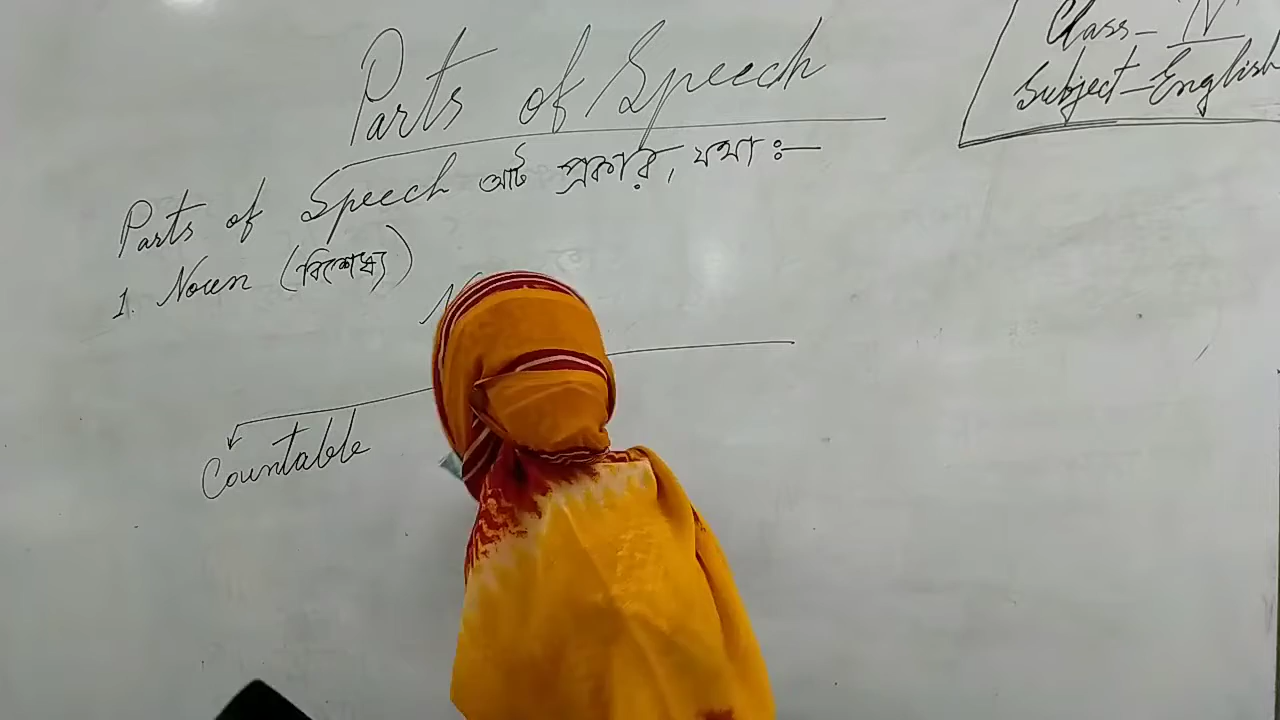 Parts of Speech
Class - IV
Subject - English
Parts of Speech আট প্রকার, যথাঃ-
1. Noun (বিশেষ্য)
Countable